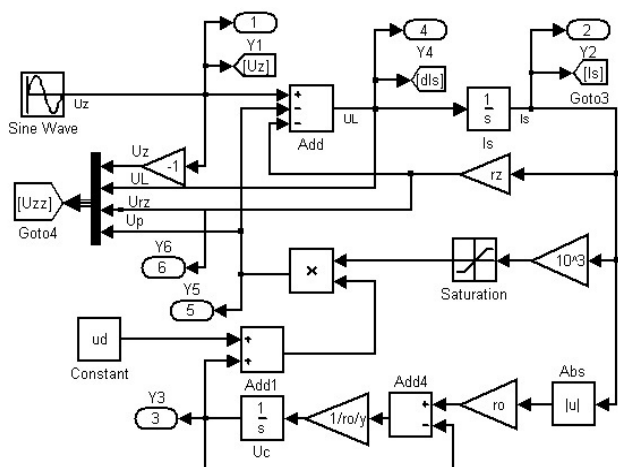 1
4
2
Y1
Y4
Y2
[Uz]
[dIs]
[Is]
Uz
+
-
-
UL
1
s
Is
Goto3
Sine Wave
Add
Is
Uz
-1
UL
[Uzz]
Urz
rz
Up
Goto4
Y6
6
×
10^3
Y5
Saturation
5
ud
+
+
Constant
Add1
Add4
Abs
Y3
3
1
s
1/ro/y
+
-
ro
|u|
Uc